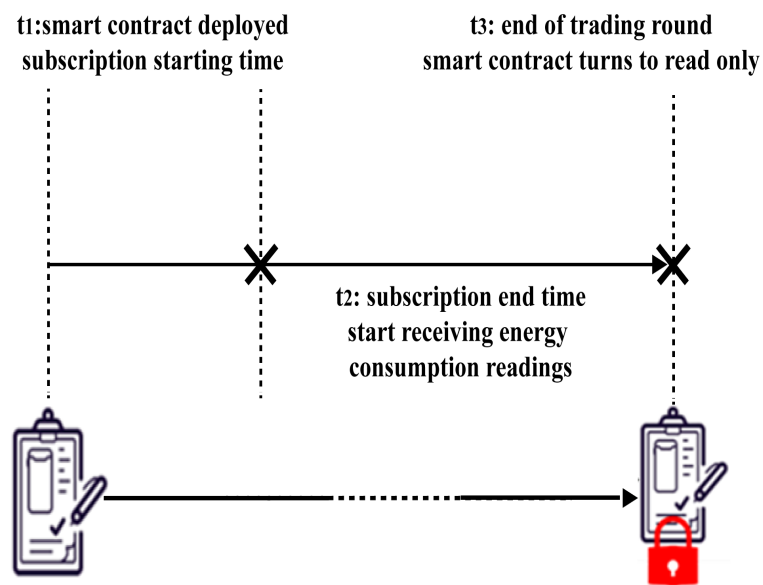 t1:smart contract deployed
subscription starting time
t3: end of trading round
smart contract turns to read only
t2: subscription end time
start receiving energy
consumption readings